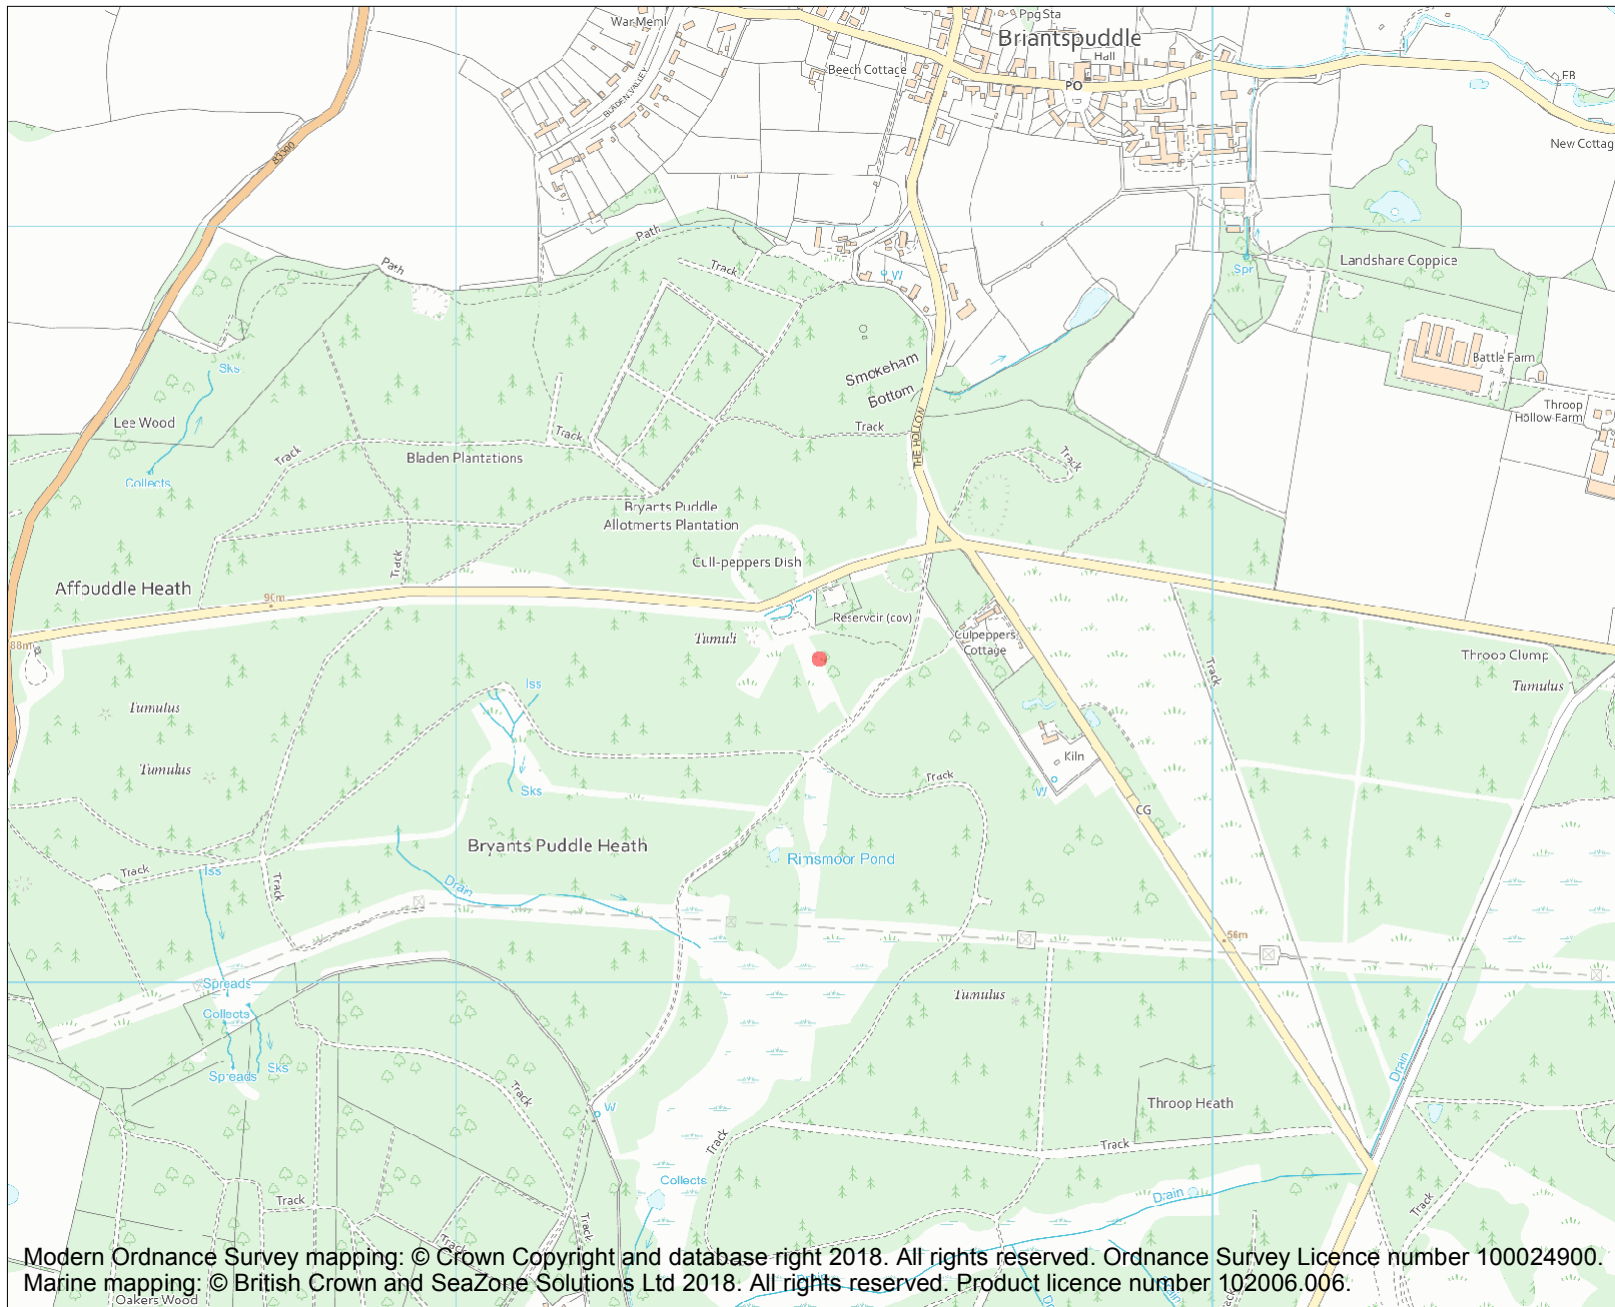 War Meml
Ppg Sta
Briantspuddle
Hall
Beech Cottage
PO
FB
BLADEN VALLEY
New Cottag
B3390
Path
Path
Track
W
Spr
Landshare Coppice
Sks
Smokeham
Bottom
Battle Farm
Lee Wood
Throop
Hollow Farm
Track
Track
THE HOLLOW
Track
Bladen Plantations
Track
Collects
Bryants Puddle
Allotments Plantation
Track
Cull-peppers Dish
Affpuddle Heath
90m
Reservoir (cov)
88m
Tumuli
Culpeppers
Cottage
Throop Clump
Track
Tumulus
Iss
Tumulus
Tumulus
Kiln
Track
Sks
W
CG
Bryants Puddle Heath
Rimsmoor Pond
Track
Iss
Track
Drain
56m
Spreads
Tumulus
Collects
Spreads
Sks
Drain
Track
W
Throop Heath
Track
Track
Collects
Drain
Track
Track
Track
Track
Modern Ordnance Survey mapping: © Crown Copyright and database right 2018. All rights reserved. Ordnance Survey Licence number 100024900.
Marine mapping: © British Crown and SeaZone Solutions Ltd 2018. All rights reserved. Product licence number 102006.006.
Oakers Wood